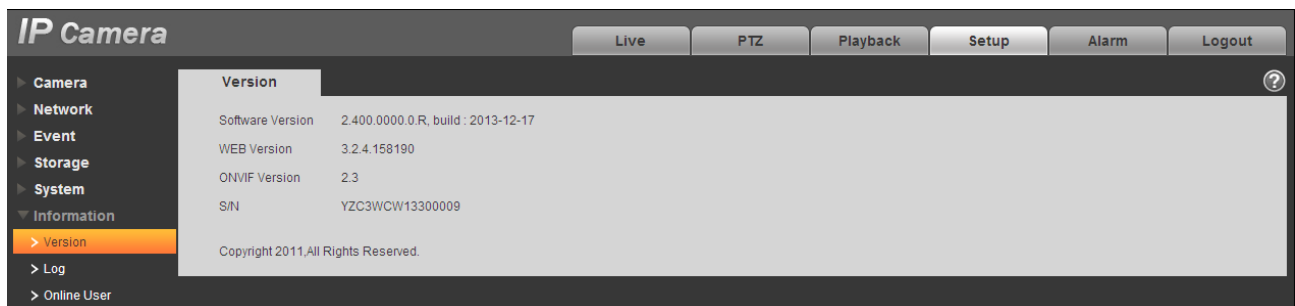 IP Camera
Live
PTZ
Playback
Setup
Alarm
Logout
Camera
Network
Event
Storage
System
Information
> Version
> Log
> Online User
Version
?
Software Version 2.400.0000.0.R, build : 2013-12-17
WEB Version 3.2.4.158190
ONVIF Version 2.3
S/N YZC3WCW13300009
Copyright 2011,All Rights Reserved.